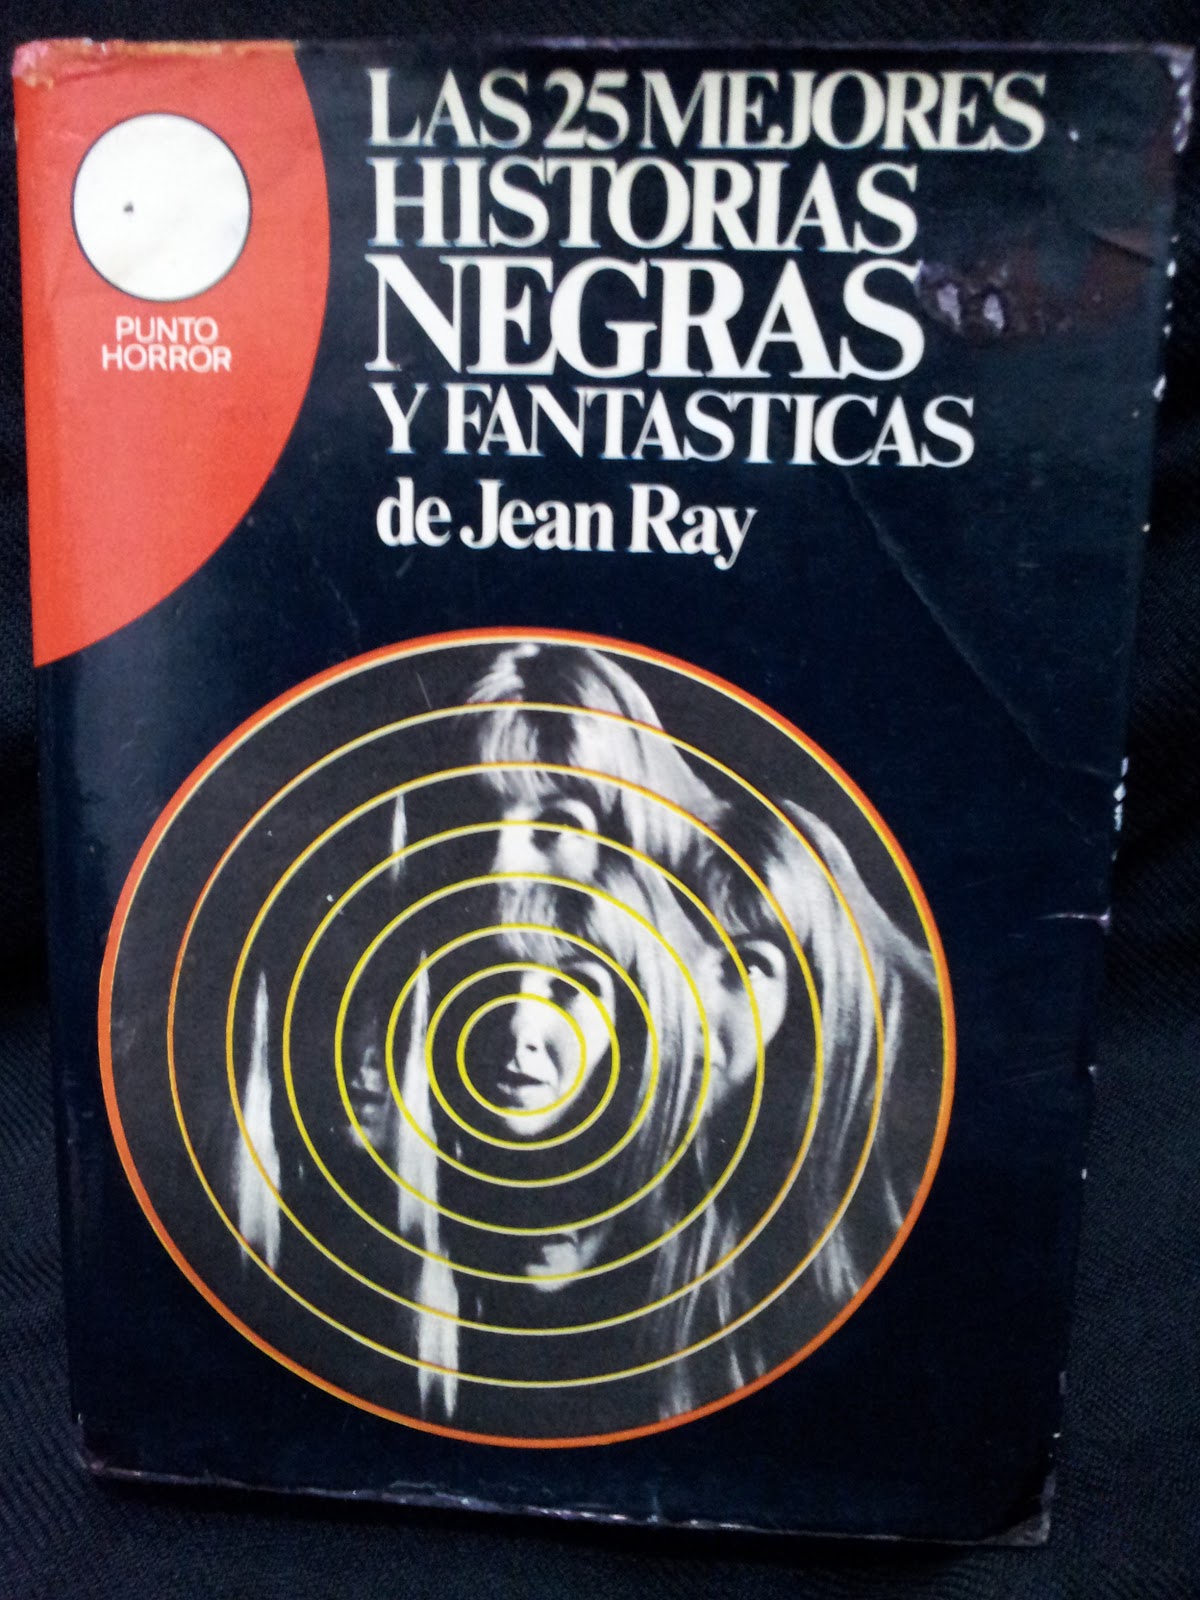 LAS 25 MEJORES
HISTORIAS
NEGRAS
Y FANTASTICAS
de Jean Ray
PUNTO
HORROR